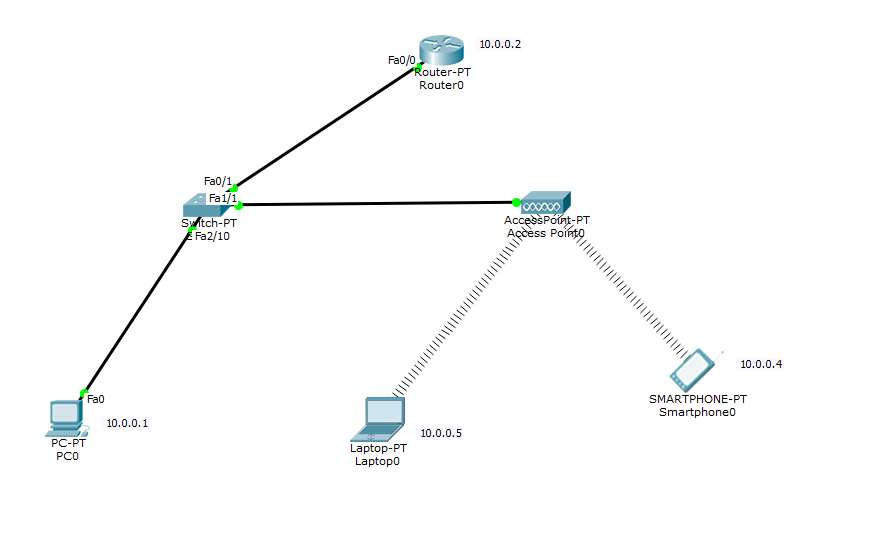 10.0.0.2
Fa0/0
Router-PT
Router0
Fa0/1
Fa1/1
Switch-PT
Fa2/10
AccessPoint-PT
Access Point0
10.0.0.4
SMARTPHONE-PT
Smartphone0
Fa0
10.0.0.1
PC-PT
PC0
10.0.0.5
Laptop-PT
Laptop0